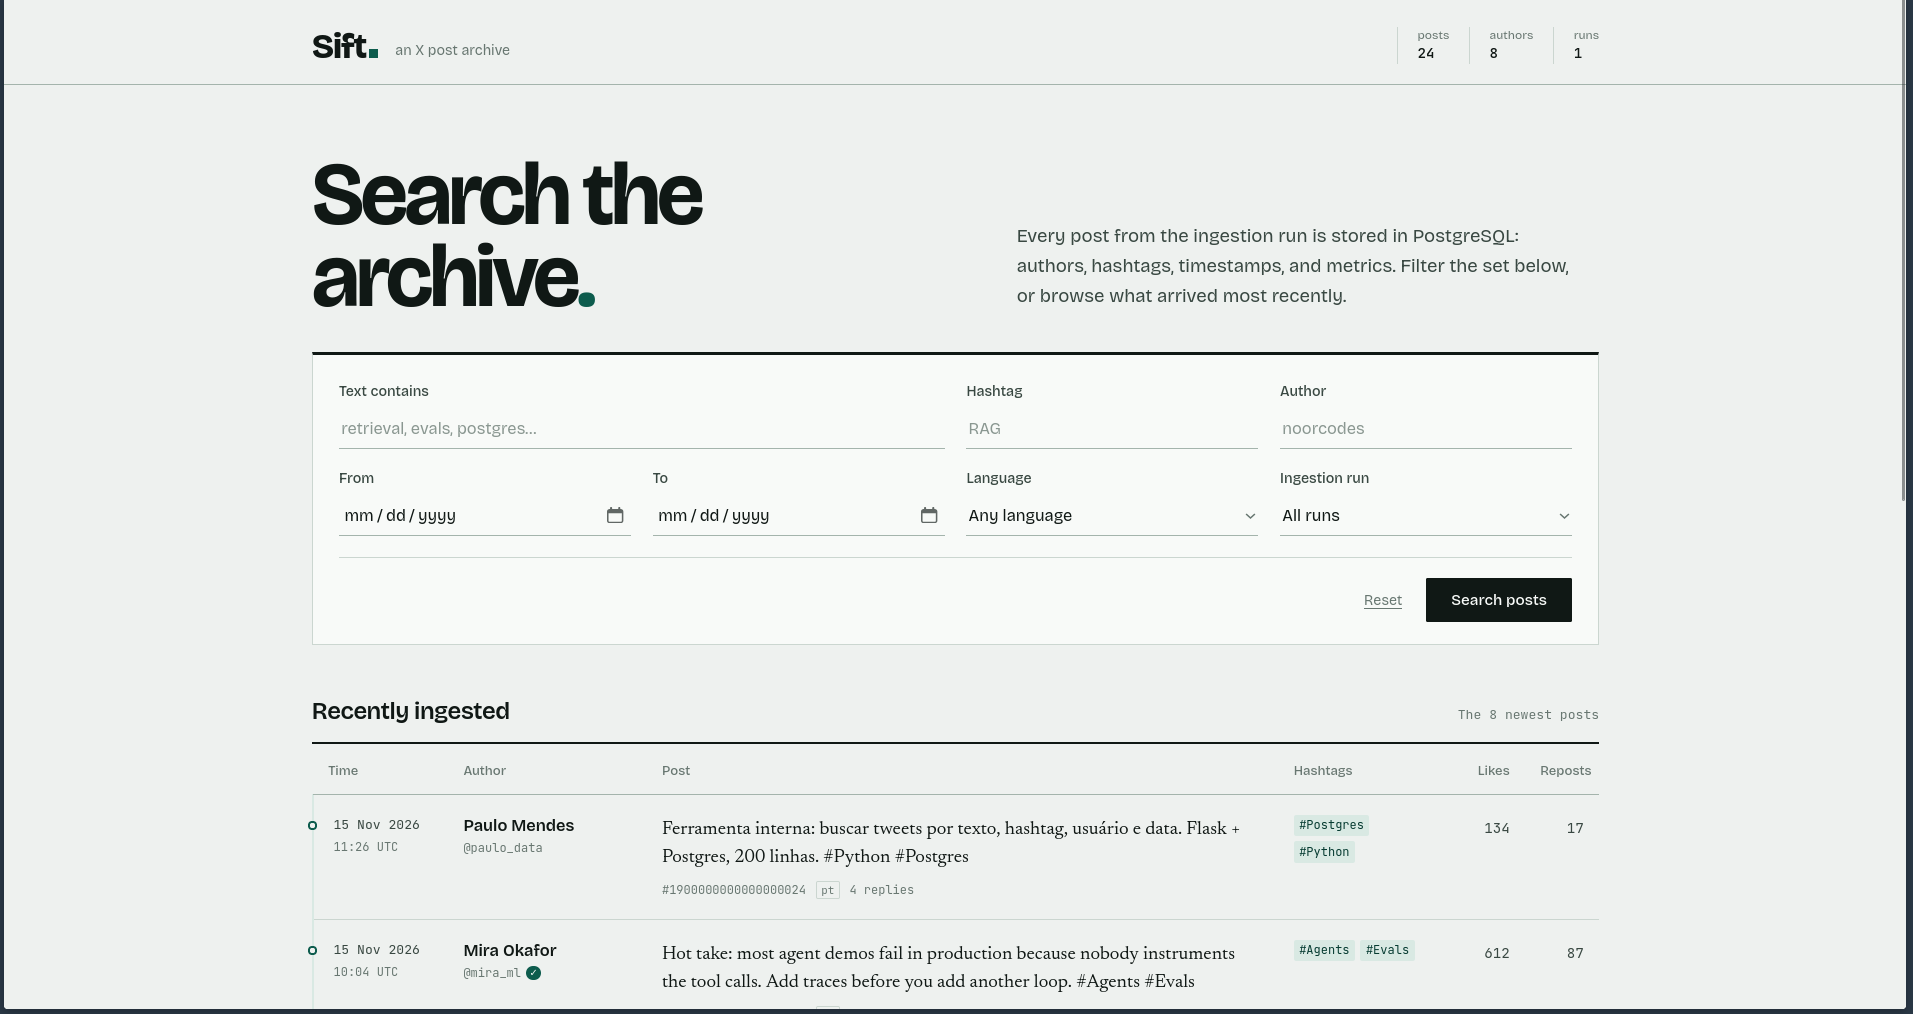 Sift. an X post archive
posts authors runs
24 8 1
Search the
archive.
Every post from the ingestion run is stored in PostgreSQL:
authors, hashtags, timestamps, and metrics. Filter the set below,
or browse what arrived most recently.
Text contains Hashtag Author
retrieval, evals, postgres... RAG noorcodes
From To Language Ingestion run
mm / dd / yyyy mm / dd / yyyy Any language All runs
Reset Search posts
Recently ingested The 8 newest posts
Time Author Post Hashtags Likes Reposts
15 Nov 2026 Paulo Mendes Ferramenta interna: buscar tweets por texto, hashtag, usuário e data. Flask + #Postgres 134 17
11:26 UTC @paulo_data Postgres, 200 linhas. #Python #Postgres #Python
#1900000000000000024 pt 4 replies
15 Nov 2026 Mira Okafor Hot take: most agent demos fail in production because nobody instruments #Agents #Evals 612 87
10:04 UTC @mira_ml the tool calls. Add traces before you add another loop. #Agents #Evals